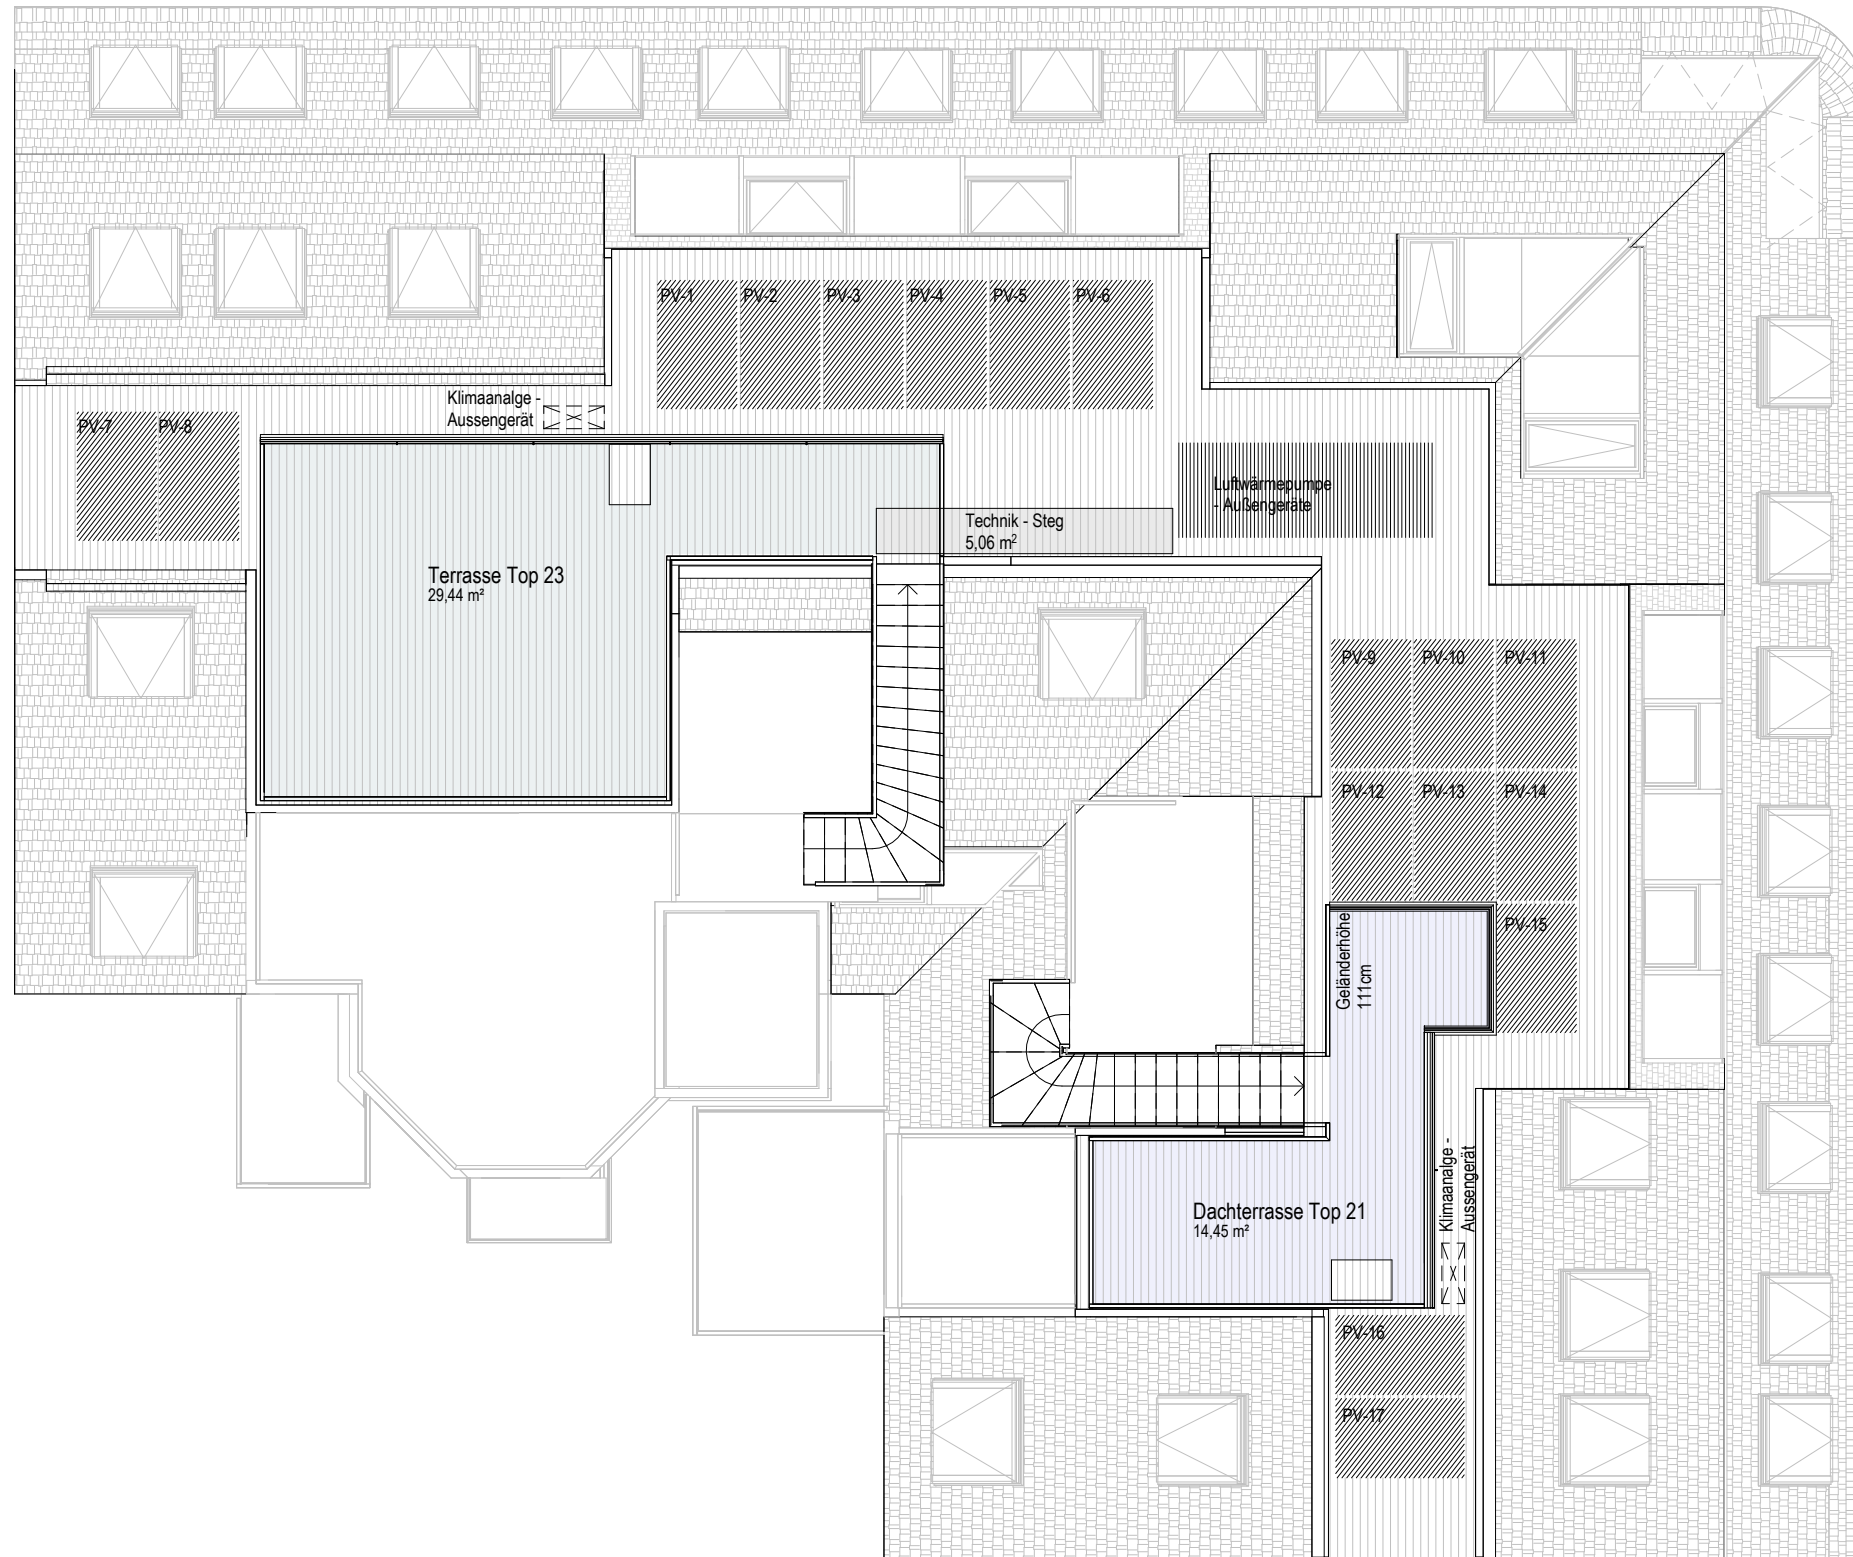 PV-1
PV-2
PV-3
PV-4
PV-5
PV-6
Klimaanalge -
Aussengerät
PV-7
PV-8
Luftwärmepumpe
- Außengeräte
Technik - Steg
5,06 m²
Terrasse Top 23
29,44 m²
PV-9
PV-10
PV-11
PV-12
PV-13
PV-14
PV-15
Geländerhöhe
111cm
Klimaanalge -
Aussengerät
Dachterrasse Top 21
14,45 m²
PV-16
PV-17